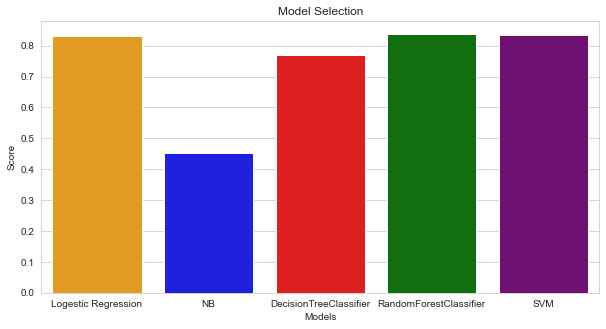 Model Selection
Score
0.8
0.7
0.6
0.5
0.4
0.3
0.2
0.1
0.0
Logestic Regression NB DecisionTreeClassifier RandomForestClassifier SVM
Models